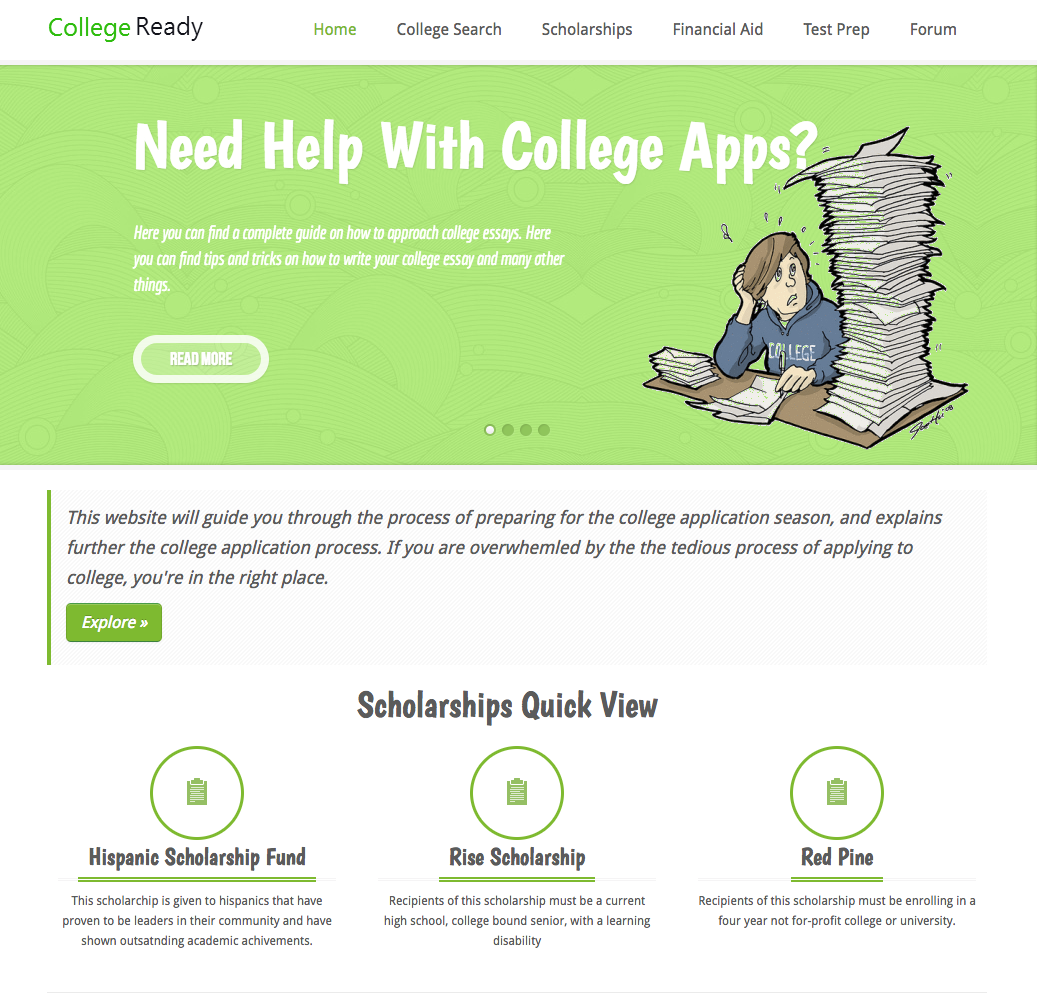 College Ready
Home College Search Scholarships Financial Aid Test Prep Forum
Need Help With College Apps?
Here you can find a complete guide on how to approach college essays. Here
you can find tips and tricks on how to write your college essay and many other
things.
READ MORE
COLLEGE
This website will guide you through the process of preparing for the college application season, and explains
further the college application process. If you are overwhemled by the the tedious process of applying to
college, you're in the right place.
Explore »
Scholarships Quick View
Hispanic Scholarship Fund
This scholarchip is given to hispanics that have
proven to be leaders in their community and have
shown outsatnding academic achivements.
Rise Scholarship
Recipients of this scholarship must be a current
high school, college bound senior, with a learning
disability
Red Pine
Recipients of this scholarship must be enrolling in a
four year not for-profit college or university.